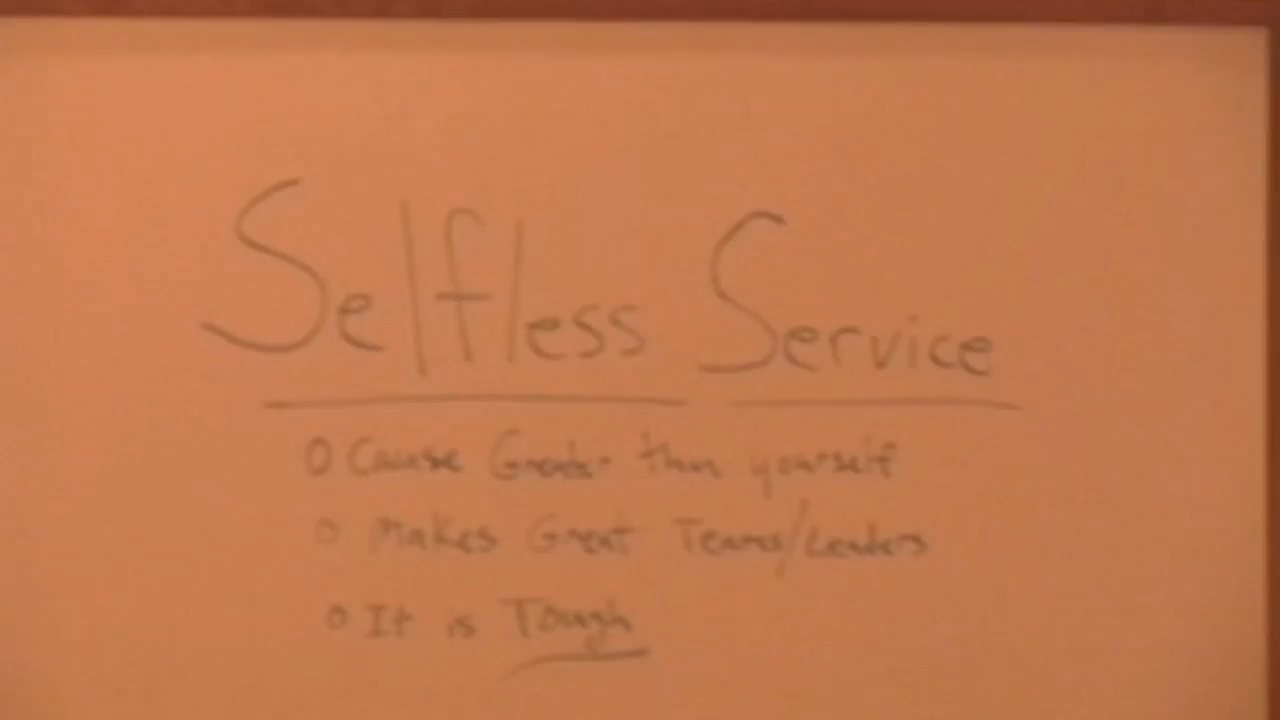 Selfless Service
o Cause Greater than yourself
o Makes Great Teams/Leaders
o It is Tough